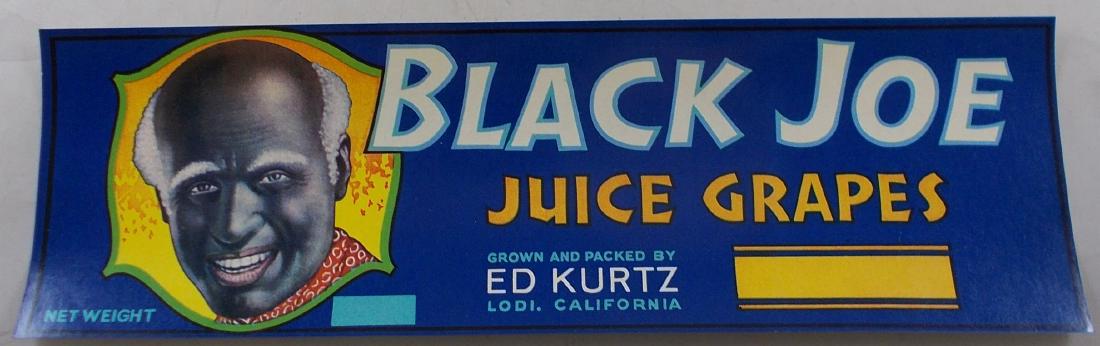 BLACK JOE
JUICE GRAPES
GROWN AND PACKED BY
ED KURTZ
LODI, CALIFORNIA
NET WEIGHT